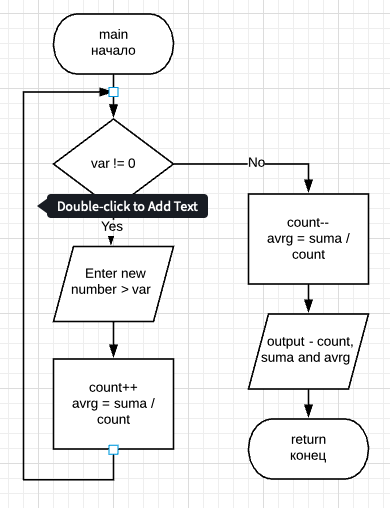 main
начало
var != 0
No
Double-click to Add Text
Yes
Enter new
number > var
count++
avrg = suma /
count
count--
avrg = suma /
count
output - count,
suma and avrg
return
конец